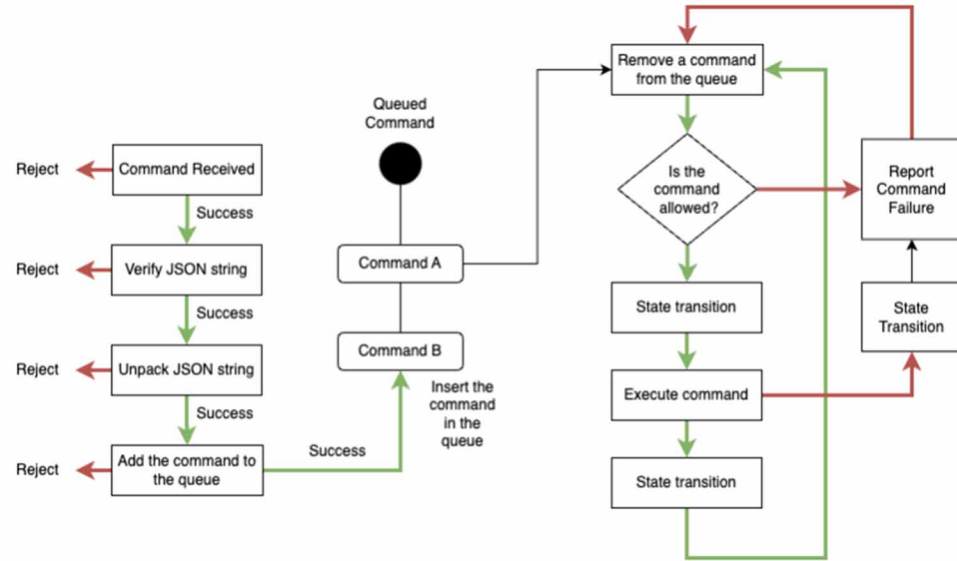 Reject
Command Received
Success
Reject
Verify JSON string
Success
Reject
Unpack JSON string
Success
Reject
Add the command to
the queue
Success
Queued
Command
Command A
Command B
Insert the
command
in the
queue
Remove a command
from the queue
Is the
command
allowed?
State transition
Execute command
State transition
Report
Command
Failure
State
Transition